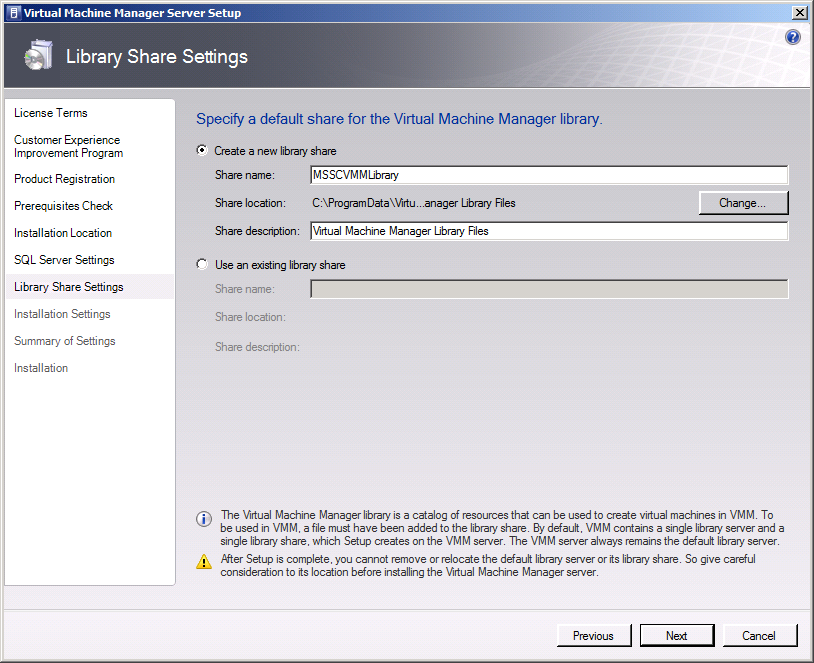 Virtual Machine Manager Server Setup
Library Share Settings
License Terms
Customer Experience
Improvement Program
Product Registration
Prerequisites Check
Installation Location
SQL Server Settings
Library Share Settings
Installation Settings
Summary of Settings
Installation
Specify a default share for the Virtual Machine Manager library.
Create a new library share
Share name: MSSCVMMLibrary
Share location: C:\ProgramData\Virtu...anager Library Files Change...
Share description: Virtual Machine Manager Library Files
Use an existing library share
Share name:
Share location:
Share description:
The Virtual Machine Manager library is a catalog of resources that can be used to create virtual machines in VMM. To
be used in VMM, a file must have been added to the library share. By default, VMM contains a single library server and a
single library share, which Setup creates on the VMM server. The VMM server always remains the default library server.
After Setup is complete, you cannot remove or relocate the default library server or its library share. So give careful
consideration to its location before installing the Virtual Machine Manager server.
Previous Next Cancel